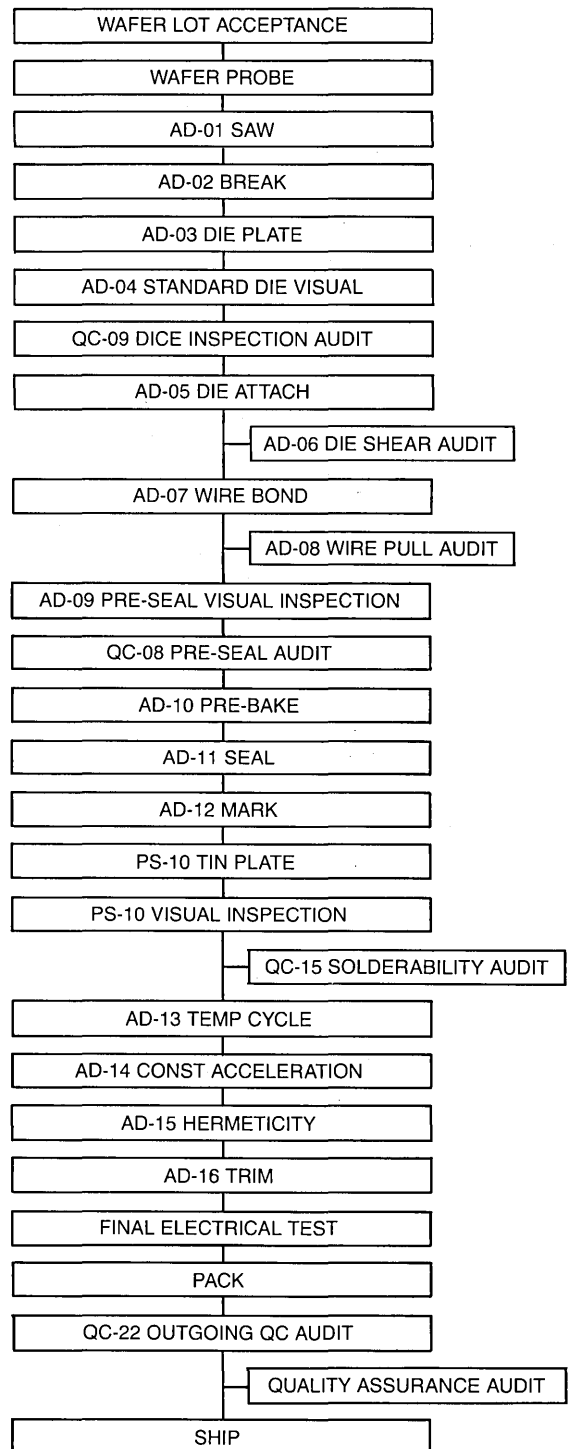 WAFER LOT ACCEPTANCE
WAFER PROBE
AD-01 SAW
AD-02 BREAK
AD-03 DIE PLATE
AD-04 STANDARD DIE VISUAL
QC-09 DICE INSPECTION AUDIT
AD-05 DIE ATTACH
AD-06 DIE SHEAR AUDIT
AD-07 WIRE BOND
AD-08 WIRE PULL AUDIT
AD-09 PRE-SEAL VISUAL INSPECTION
QC-08 PRE-SEAL AUDIT
AD-10 PRE-BAKE
AD-11 SEAL
AD-12 MARK
PS-10 TIN PLATE
PS-10 VISUAL INSPECTION
QC-15 SOLDERABILITY AUDIT
AD-13 TEMP CYCLE
AD-14 CONST ACCELERATION
AD-15 HERMETICITY
AD-16 TRIM
FINAL ELECTRICAL TEST
PACK
QC-22 OUTGOING QC AUDIT
QUALITY ASSURANCE AUDIT
SHIP